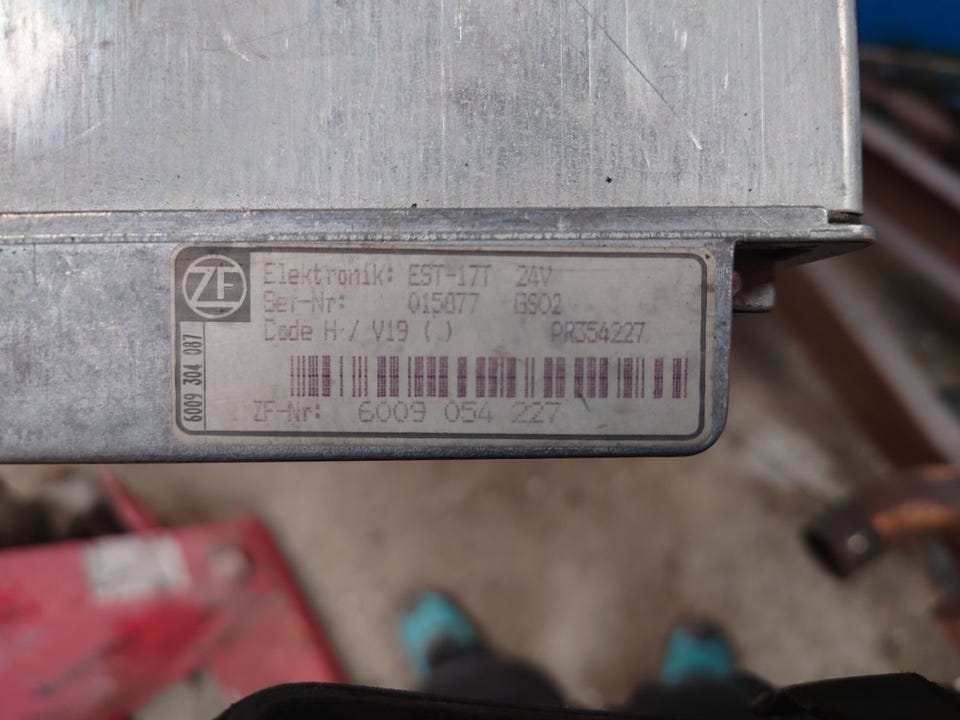 ZF
Elektronik: EST-17T 24V
Ser-Nr: 015877 GS02
Code H / V19 ( ) PR354227
ZF-Nr: 6009 054 227
6009 304 087